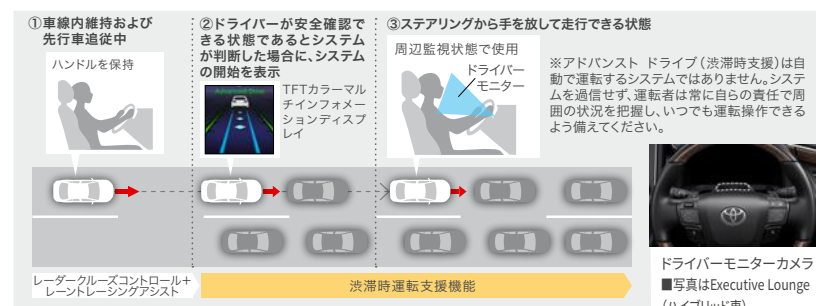 ①車線内維持および
先行車追従中
ハンドルを保持
②ドライバーが安全確認で
きる状態であるとシステム
が判断した場合に、システム
の開始を表示
TFTカラーマル
チインフォメー
ションディスプ
レイ
③ステアリングから手を放して走行できる状態
周辺監視状態で使用
ドライバー
モニター
※アドバンスト ドライブ（渋滞時支援）は自
動で運転するシステムではありません。システ
ムを過信せず、運転者は常に自らの責任で周
囲の状況を把握し、いつでも運転操作できる
よう備えてください。
レーダークルーズコントロール＋
レーントレーシングアシスト
渋滞時運転支援機能
ドライバーモニターカメラ
■写真はExecutive Lounge
（ハイブリッド車）